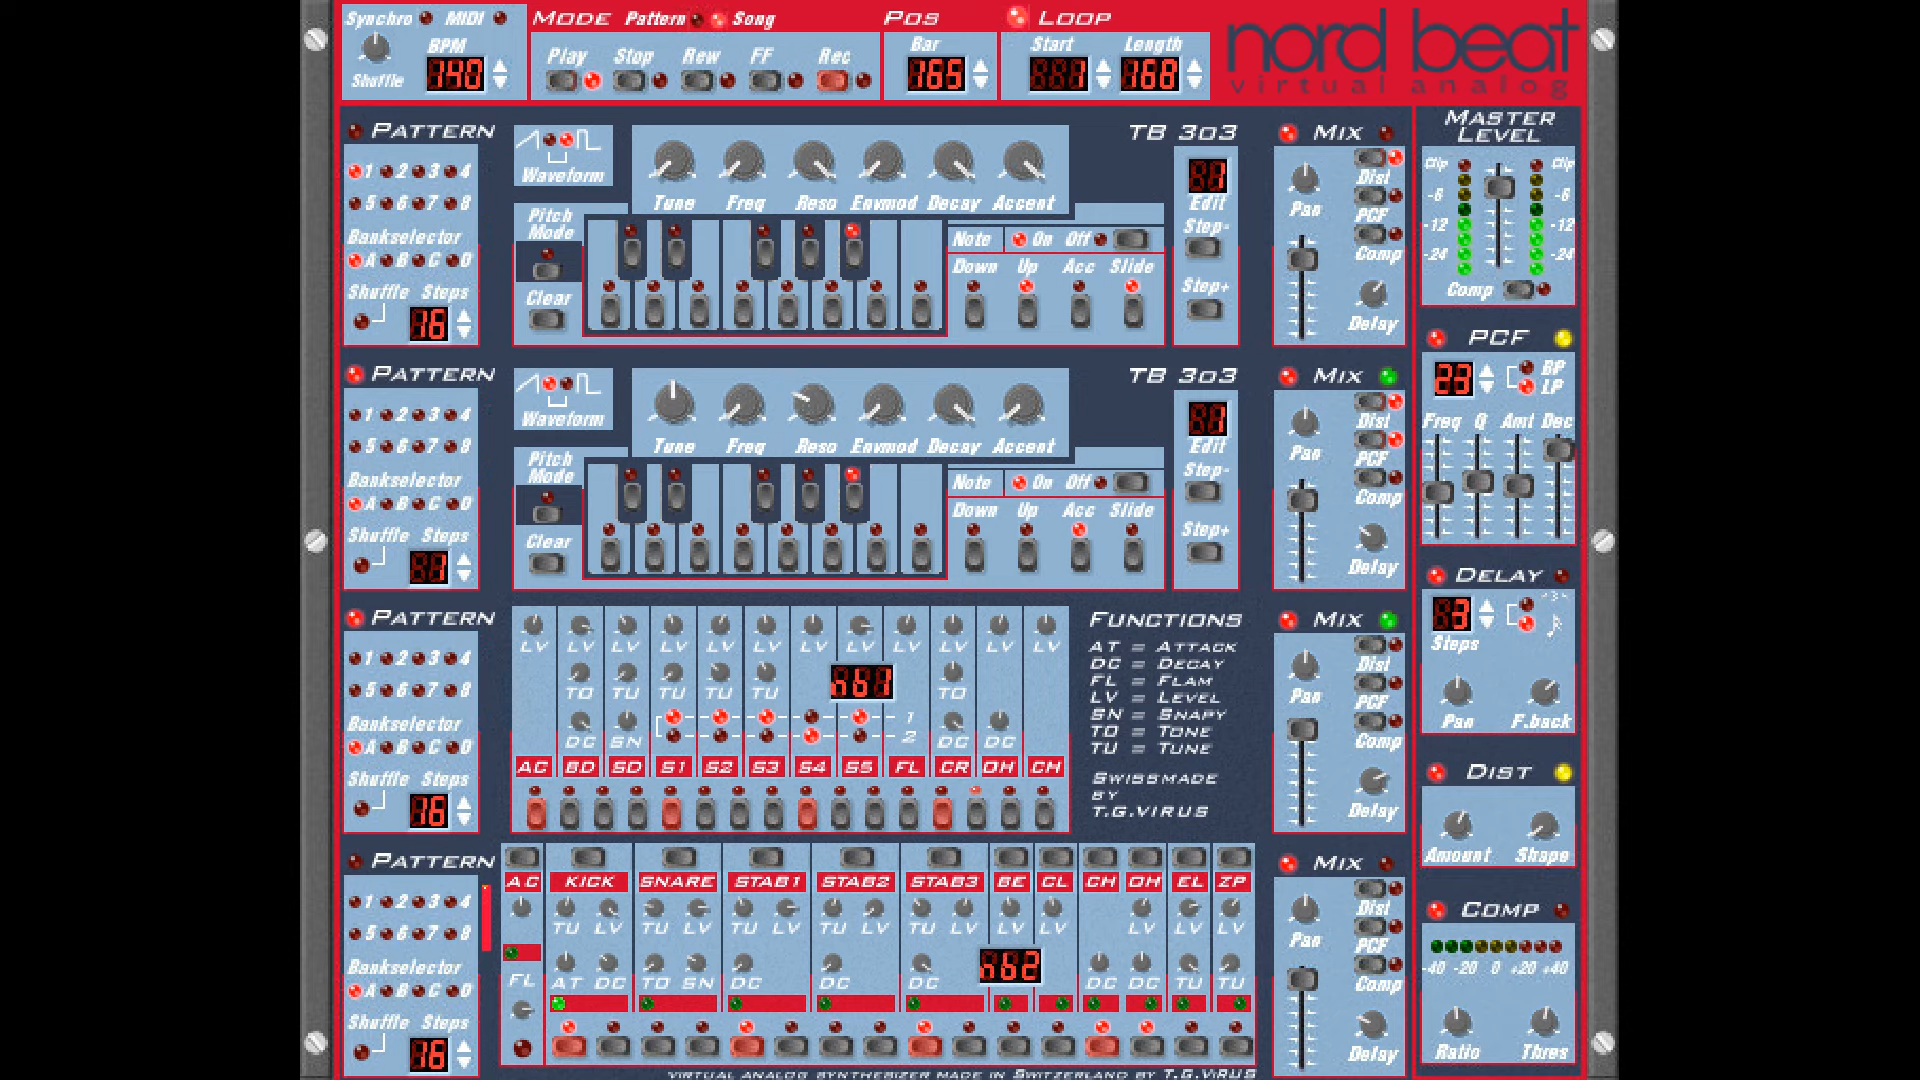 Synchro MIDI MODE Pattern Song POS LOOP nord beat
BPM Play Stop Rew FF Rec Bar Start Length
Shuffle 140 165 1 168 virtual analog
PATTERN TB 303 MIX MASTER LEVEL
1 2 3 4
5 6 7 8
Bankselector
A B C D
Shuffle Steps
16
Waveform
Tune Freq Reso Envmod Decay Accent
Pitch Mode
Clear
Note On Off
Down Up Acc Slide
1
Edit
Step-
Step+
Dist
Pan PCF
Comp
Delay
Clip Clip
-6 -6
-12 -12
-24 -24
Comp
PATTERN TB 303 MIX
1 2 3 4
5 6 7 8
Bankselector
A B C D
Shuffle Steps
1
Waveform
Tune Freq Reso Envmod Decay Accent
Pitch Mode
Clear
Note On Off
Down Up Acc Slide
1
Edit
Step-
Step+
Dist
Pan PCF
Comp
Delay
PCF
23 BP
LP
Freq Q Amt Dec
PATTERN MIX
1 2 3 4
5 6 7 8
Bankselector
A B C D
Shuffle Steps
16
LV LV LV LV LV LV LV LV LV LV LV LV
TO TU TU TU TU nb1 TO
1
DC SN 2 DC DC
AC BD SD S1 S2 S3 S4 S5 FL CR OH CH
FUNCTIONS
AT = ATTACK
DC = DECAY
FL = FLAM
LV = LEVEL
SN = SNAPY
TO = TONE
TU = TUNE
SWISSMADE
BY
T.G.VIRUS
Dist
Pan PCF
Comp
Delay
DELAY
3
Steps
Pan F.back
DIST
Amount Shape
PATTERN MIX
1 2 3 4
5 6 7 8
Bankselector
A B C D
Shuffle Steps
16
AC KICK SNARE STAB1 STAB2 STAB3 BE CL CH OH EL ZP
TU LV TU LV TU LV TU LV TU LV LV LV LV LV LV
nb2
FL AT DC TO SN DC DC DC DC DC TU TU
VIRTUAL ANALOG SYNTHESIZER MADE IN SWITZERLAND BY T.G.VIRUS
Dist
Pan PCF
Comp
Delay
COMP
-40 -20 0 +20 +40
Ratio Thres